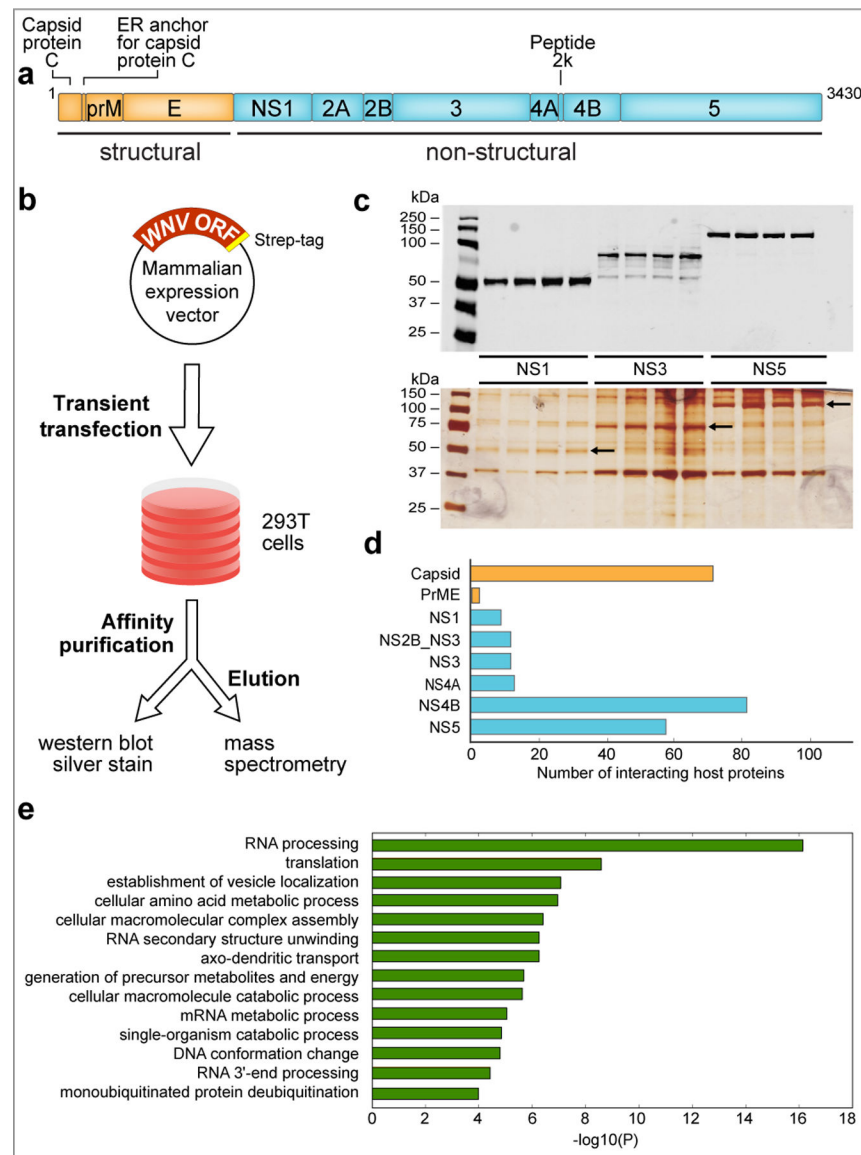 Capsid
protein
C
ER anchor
for capsid
protein C
Peptide
2k
a
1
3430
prM
E
NS1
2A
2B
3
4A
4B
5
structural
non-structural
b
WNV ORF
Strep-tag
Mammalian
expression
vector
Transient
transfection
293T
cells
Affinity
purification
Elution
western blot
silver stain
mass
spectrometry
c
kDa
250
150
100
50
37
25
NS1
NS3
NS5
kDa
150
100
75
50
37
25
d
Capsid
PrME
NS1
NS2B_NS3
NS3
NS4A
NS4B
NS5
0
20
40
60
80
100
Number of interacting host proteins
e
RNA processing
translation
establishment of vesicle localization
cellular amino acid metabolic process
cellular macromolecular complex assembly
RNA secondary structure unwinding
axo-dendritic transport
generation of precursor metabolites and energy
cellular macromolecule catabolic process
mRNA metabolic process
single-organism catabolic process
DNA conformation change
RNA 3'-end processing
monoubiquitinated protein deubiquitination
0
2
4
6
8
10
12
14
16
18
-log10(P)